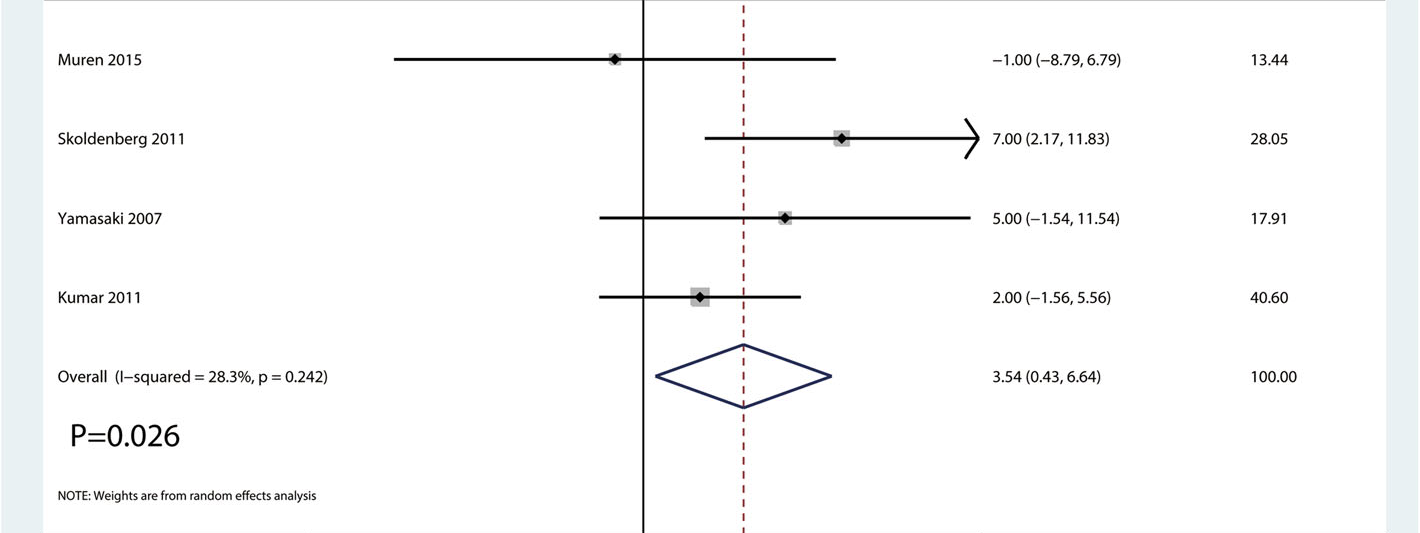 Muren 2015 −1.00 (−8.79, 6.79) 13.44
Skoldenberg 2011 7.00 (2.17, 11.83) 28.05
Yamasaki 2007 5.00 (−1.54, 11.54) 17.91
Kumar 2011 2.00 (−1.56, 5.56) 40.60
Overall (I−squared = 28.3%, p = 0.242) 3.54 (0.43, 6.64) 100.00
P=0.026
NOTE: Weights are from random effects analysis